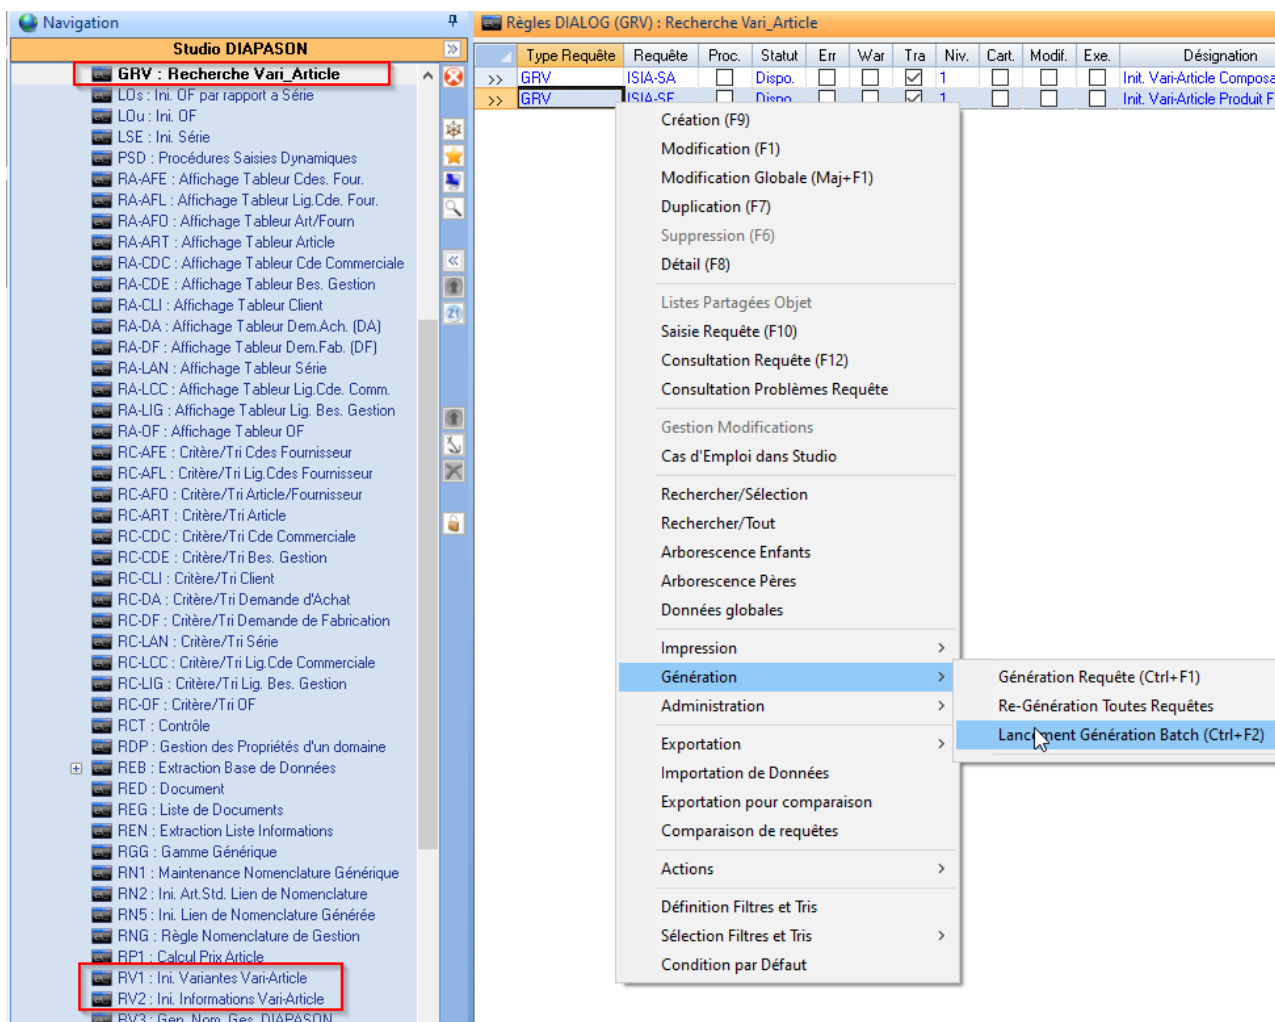 Navigation
Studio DIAPASON
GRV : Recherche Vari_Article
LOs : Ini. OF par rapport a Série
LOu : Ini. OF
LSE : Ini. Série
PSD : Procédures Saisies Dynamiques
RA-AFE : Affichage Tableur Cdes. Four.
RA-AFL : Affichage Tableur Lig.Cde. Four.
RA-AFO : Affichage Tableur Art/Fourn
RA-ART : Affichage Tableur Article
RA-CDC : Affichage Tableur Cde Commerciale
RA-CDE : Affichage Tableur Bes. Gestion
RA-CLI : Affichage Tableur Client
RA-DA : Affichage Tableur Dem.Ach. (DA)
RA-DF : Affichage Tableur Dem.Fab. (DF)
RA-LAN : Affichage Tableur Série
RA-LCC : Affichage Tableur Lig.Cde. Comm.
RA-LIG : Affichage Tableur Lig. Bes. Gestion
RA-OF : Affichage Tableur OF
RC-AFE : Critère/Tri Cdes Fournisseur
RC-AFL : Critère/Tri Lig.Cdes Fournisseur
RC-AFO : Critère/Tri Article/Fournisseur
RC-ART : Critère/Tri Article
RC-CDC : Critère/Tri Cde Commerciale
RC-CDE : Critère/Tri Bes. Gestion
RC-CLI : Critère/Tri Client
RC-DA : Critère/Tri Demande d'Achat
RC-DF : Critère/Tri Demande de Fabrication
RC-LAN : Critère/Tri Série
RC-LCC : Critère/Tri Lig.Cde Commerciale
RC-LIG : Critère/Tri Lig. Bes. Gestion
RC-OF : Critère/Tri OF
RCT : Contrôle
RDP : Gestion des Propriétés d'un domaine
REB : Extraction Base de Données
RED : Document
REG : Liste de Documents
REN : Extraction Liste Informations
RGG : Gamme Générique
RN1 : Maintenance Nomenclature Générique
RN2 : Ini. Art.Std. Lien de Nomenclature
RN5 : Ini. Lien de Nomenclature Générée
RNG : Règle Nomenclature de Gestion
RP1 : Calcul Prix Article
RV1 : Ini. Variantes Vari-Article
RV2 : Ini. Informations Vari-Article
RV3 : Gen. Nom. Ges. DIAPASON
Règles DIALOG (GRV) : Recherche Vari_Article
Type Requête Requête Proc. Statut Err War Tra Niv. Cart. Modif. Exe. Désignation
>> GRV ISIA-SA Dispo. 1 Init. Vari-Article Composa
>> GRV ISIA-SF Dispo. 1 Init. Vari-Article Produit F
Création (F9)
Modification (F1)
Modification Globale (Maj+F1)
Duplication (F7)
Suppression (F6)
Détail (F8)
Listes Partagées Objet
Saisie Requête (F10)
Consultation Requête (F12)
Consultation Problèmes Requête
Gestion Modifications
Cas d'Emploi dans Studio
Rechercher/Sélection
Rechercher/Tout
Arborescence Enfants
Arborescence Pères
Données globales
Impression
Génération
Administration
Exportation
Importation de Données
Exportation pour comparaison
Comparaison de requêtes
Actions
Définition Filtres et Tris
Sélection Filtres et Tris
Condition par Défaut
Génération Requête (Ctrl+F1)
Re-Génération Toutes Requêtes
Lancement Génération Batch (Ctrl+F2)